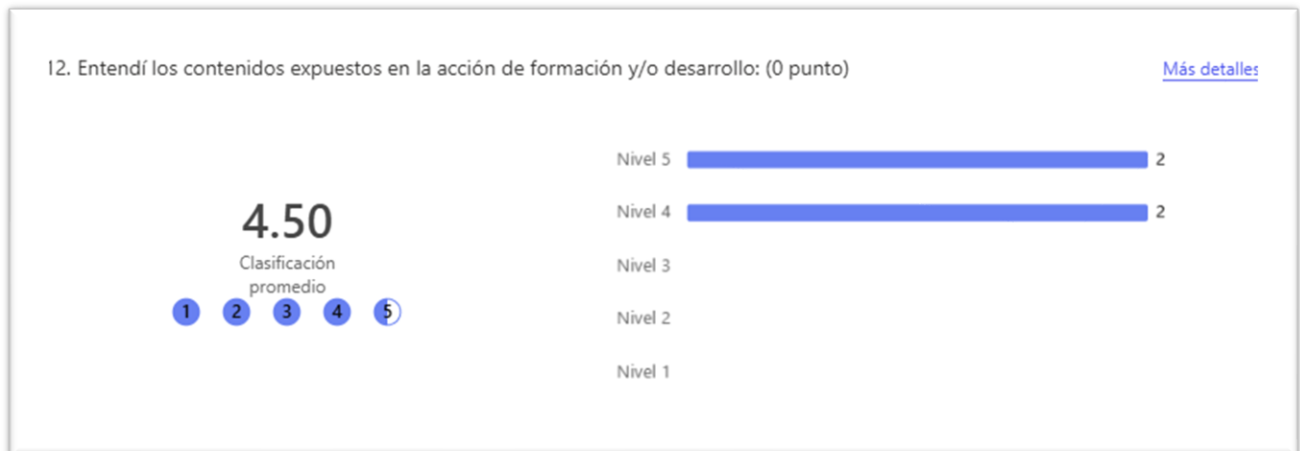 12. Entendí los contenidos expuestos en la acción de formación y/o desarrollo: (0 punto)
Más detalles
4.50
Clasificación
promedio
1 2 3 4 5
Nivel 5 2
Nivel 4 2
Nivel 3
Nivel 2
Nivel 1